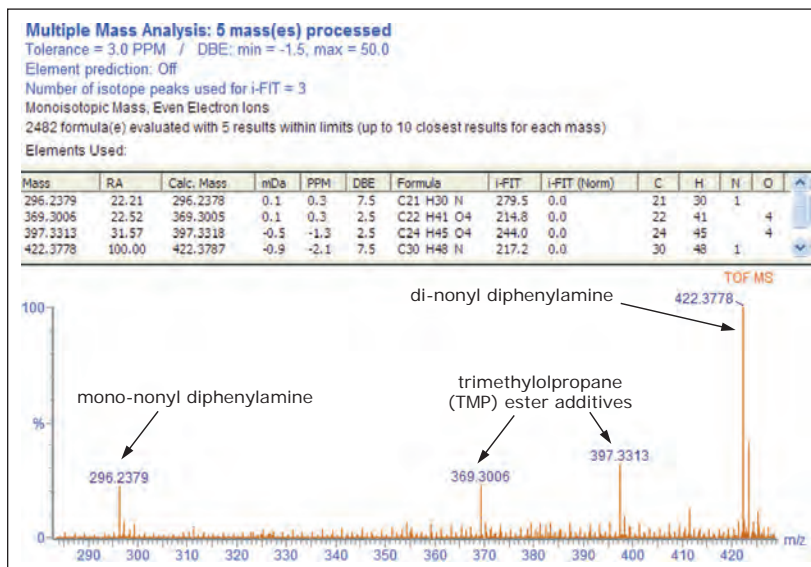 Multiple Mass Analysis: 5 mass(es) processed
Tolerance = 3.0 PPM / DBE: min = -1.5, max = 50.0
Element prediction: Off
Number of isotope peaks used for i-FIT = 3
Monoisotopic Mass, Even Electron Ions
2482 formula(e) evaluated with 5 results within limits (up to 10 closest results for each mass)
Elements Used:
Mass RA Calc. Mass mDa PPM DBE Formula i-FIT i-FIT (Norm) C H N O
296.2379 22.21 296.2378 0.1 0.3 7.5 C21 H30 N 279.5 0.0 21 30 1
369.3006 22.52 369.3005 0.1 0.3 2.5 C22 H41 O4 214.8 0.0 22 41 4
397.3313 31.57 397.3318 -0.5 -1.3 2.5 C24 H45 O4 244.0 0.0 24 45 4
422.3778 100.00 422.3787 -0.9 -2.1 7.5 C30 H48 N 217.2 0.0 30 48 1
TOF MS
100
di-nonyl diphenylamine
422.3778
mono-nonyl diphenylamine
trimethylolpropane
(TMP) ester additives
%
296.2379
369.3006
397.3313
0
290 300 310 320 330 340 350 360 370 380 390 400 410 420
m/z